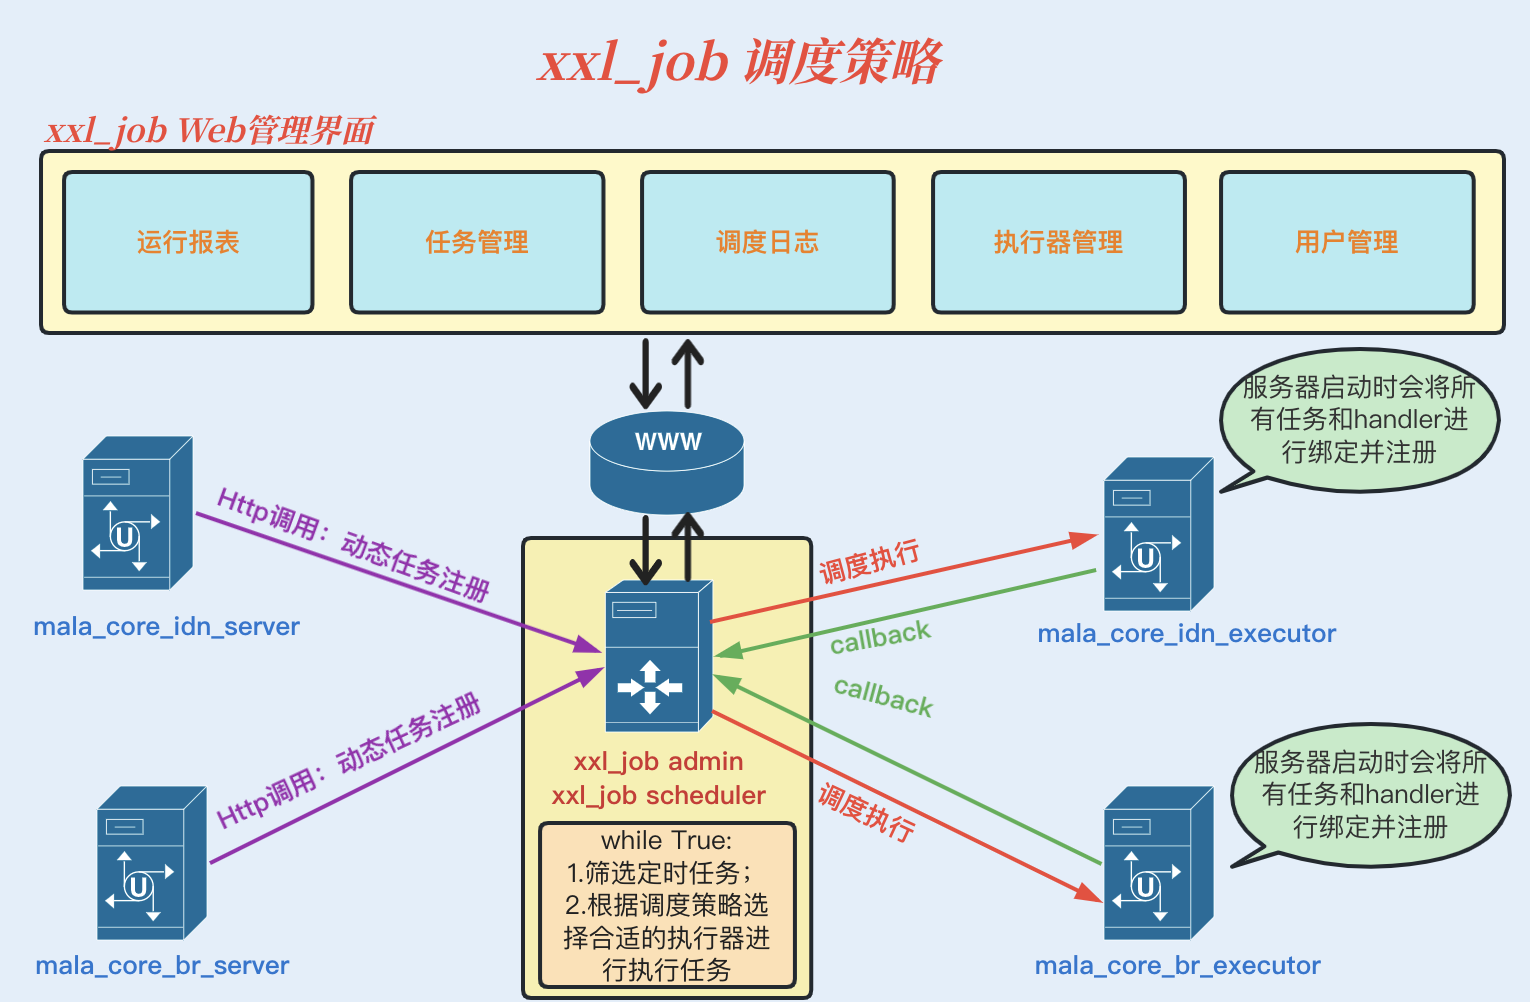 xxl_job 调度策略
xxl_job Web管理界面
运行报表
任务管理
调度日志
执行器管理
用户管理
WWW
服务器启动时会将所
有任务和handler进
行绑定并注册
U
mala_core_idn_server
Http调用：动态任务注册
调度执行
callback
U
mala_core_idn_executor
Http调用：动态任务注册
callback
调度执行
U
mala_core_br_server
xxl_job admin
xxl_job scheduler
while True:
1.筛选定时任务；
2.根据调度策略选
择合适的执行器进
行执行任务
服务器启动时会将所
有任务和handler进
行绑定并注册
U
mala_core_br_executor